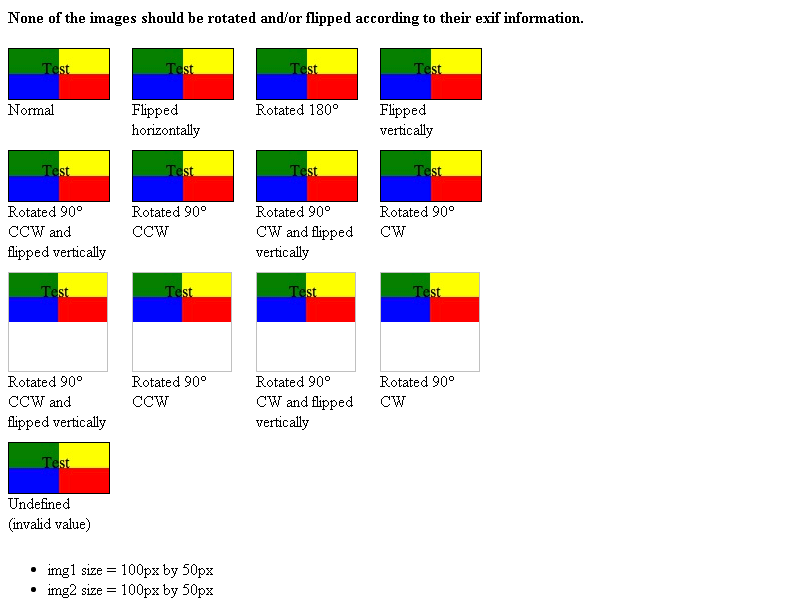 None of the images should be rotated and/or flipped according to their exif information.
Test Test Test Test
Normal Flipped horizontally Rotated 180° Flipped vertically
Test Test Test Test
Rotated 90° CCW and flipped vertically Rotated 90° CCW Rotated 90° CW and flipped vertically Rotated 90° CW
Test Test Test Test
Rotated 90° CCW and flipped vertically Rotated 90° CCW Rotated 90° CW and flipped vertically Rotated 90° CW
Test
Undefined
(invalid value)
• img1 size = 100px by 50px
• img2 size = 100px by 50px